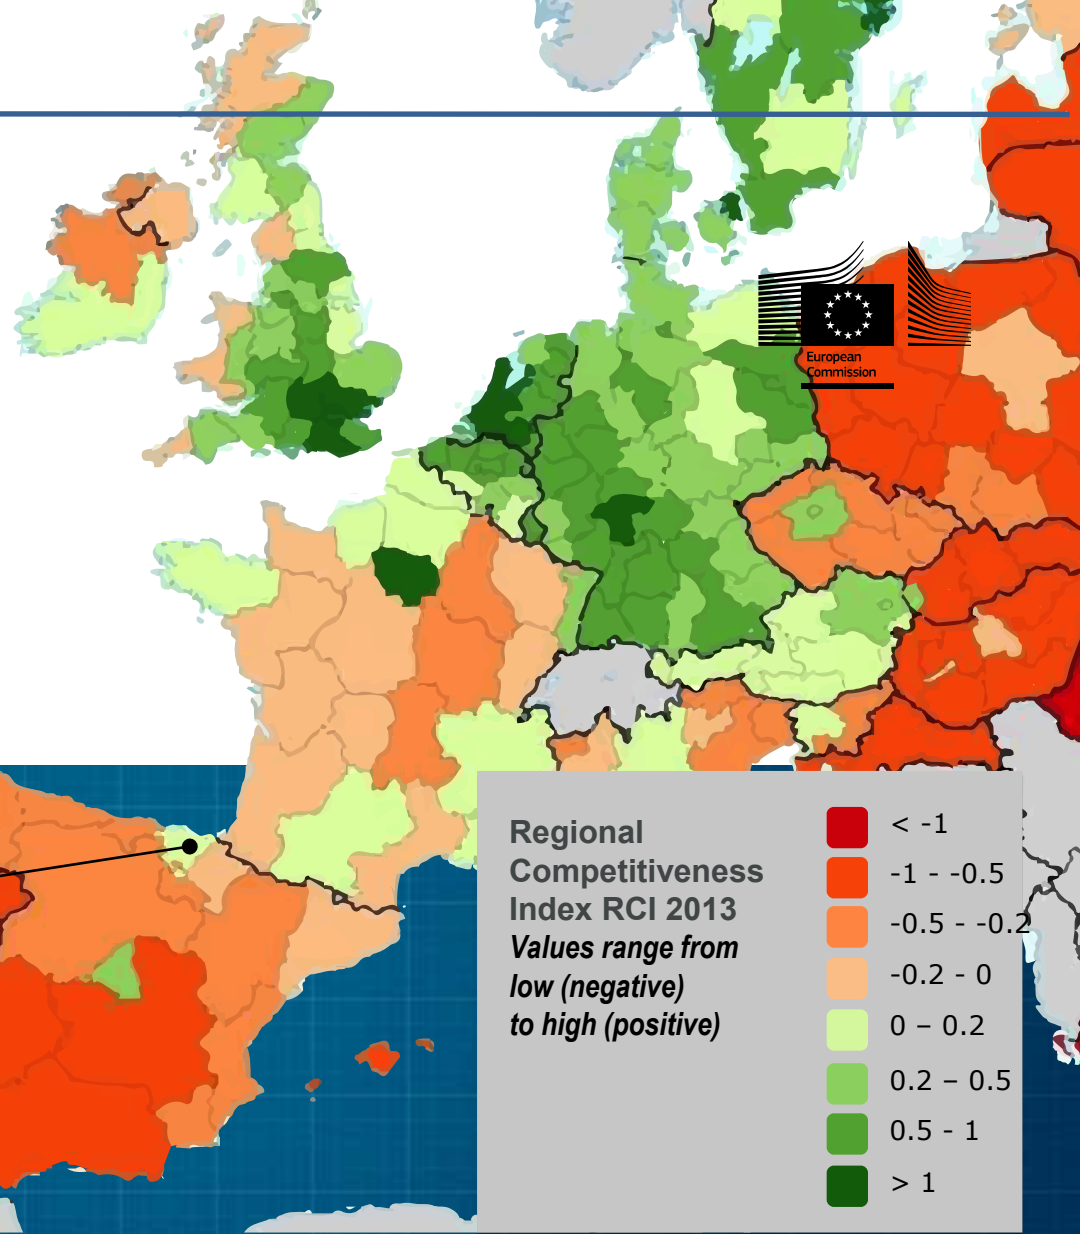 European
Commission
Regional
Competitiveness
Index RCI 2013
Values range from
low (negative)
to high (positive)
< -1
-1 - -0.5
-0.5 - -0.2
-0.2 - 0
0 – 0.2
0.2 – 0.5
0.5 - 1
> 1